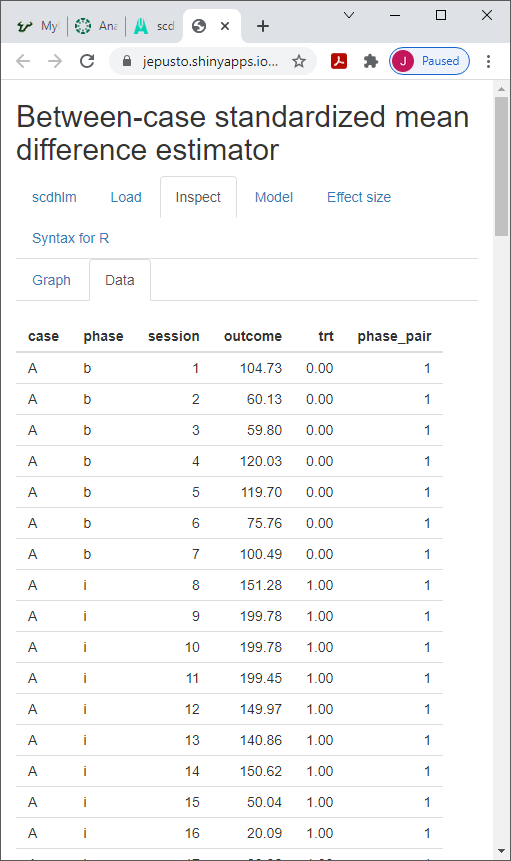 My
Ana
scd
jepusto.shinyapps.io...
J Paused
Between-case standardized mean
difference estimator
scdhlm Load Inspect Model Effect size
Syntax for R
Graph Data
case phase session outcome trt phase_pair
A b 1 104.73 0.00 1
A b 2 60.13 0.00 1
A b 3 59.80 0.00 1
A b 4 120.03 0.00 1
A b 5 119.70 0.00 1
A b 6 75.76 0.00 1
A b 7 100.49 0.00 1
A i 8 151.28 1.00 1
A i 9 199.78 1.00 1
A i 10 199.78 1.00 1
A i 11 199.45 1.00 1
A i 12 149.97 1.00 1
A i 13 140.86 1.00 1
A i 14 150.62 1.00 1
A i 15 50.04 1.00 1
A i 16 20.09 1.00 1